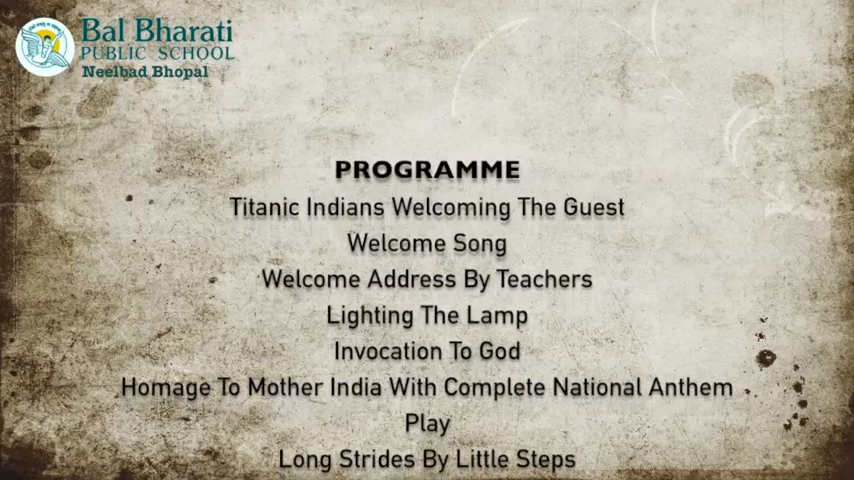 Bal Bharati
PUBLIC SCHOOL
Neelbad Bhopal
PROGRAMME
Titanic Indians Welcoming The Guest
Welcome Song
Welcome Address By Teachers
Lighting The Lamp
Invocation To God
Homage To Mother India With Complete National Anthem
Play
Long Strides By Little Steps